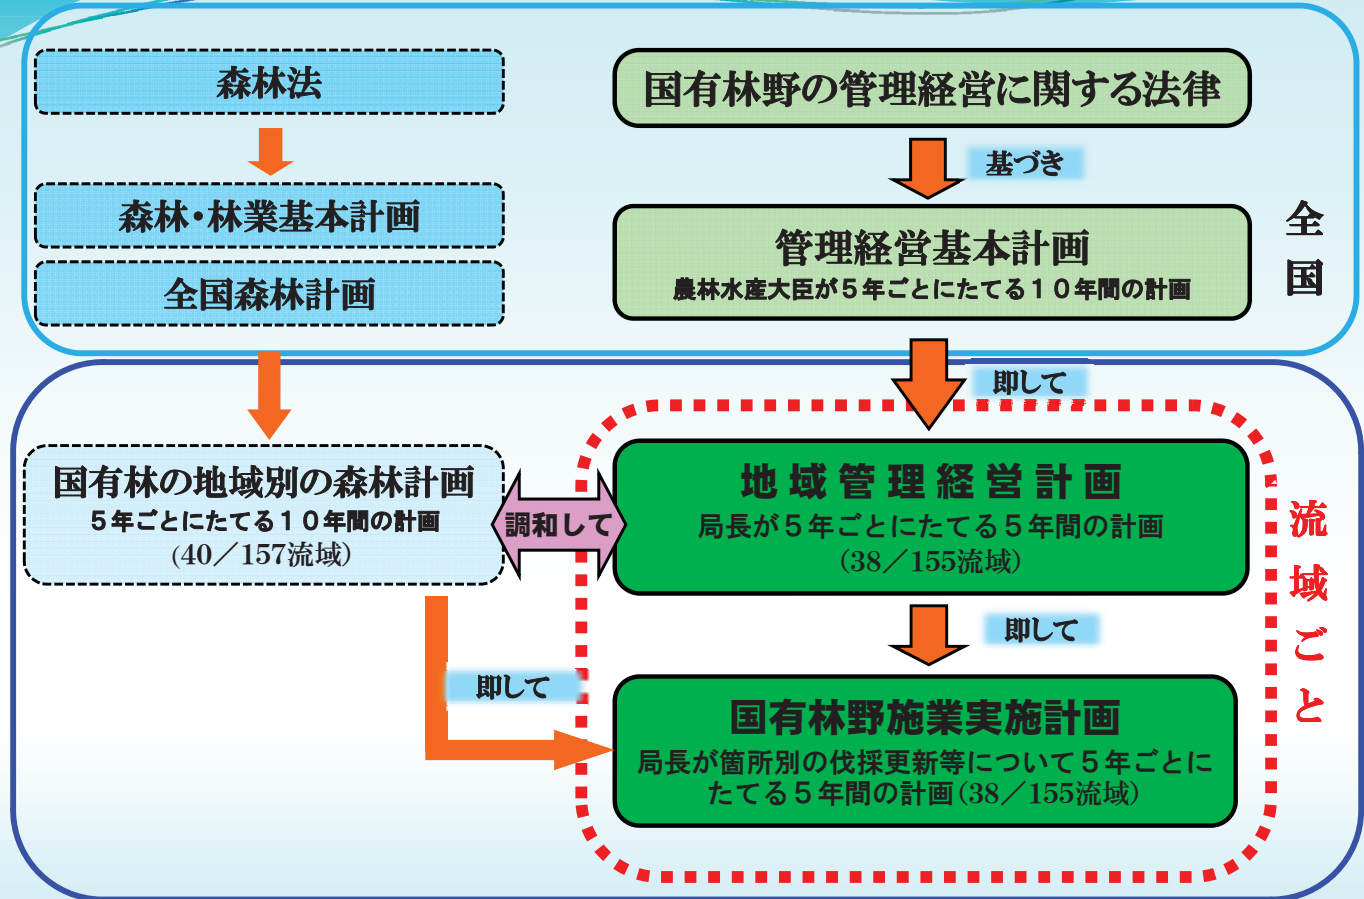 森林法
森林・林業基本計画
全国森林計画
国有林野の管理経営に関する法律
基づき
管理経営基本計画
農林水産大臣が５年ごとにたてる１０年間の計画
全国
即して
国有林の地域別の森林計画
５年ごとにたてる１０年間の計画
(40／157流域)
調和して
地域管理経営計画
局長が５年ごとにたてる５年間の計画
(38／155流域)
流域ごと
即して
即して
国有林野施業実施計画
局長が箇所別の伐採更新等について５年ごとに
たてる５年間の計画(38／155流域)